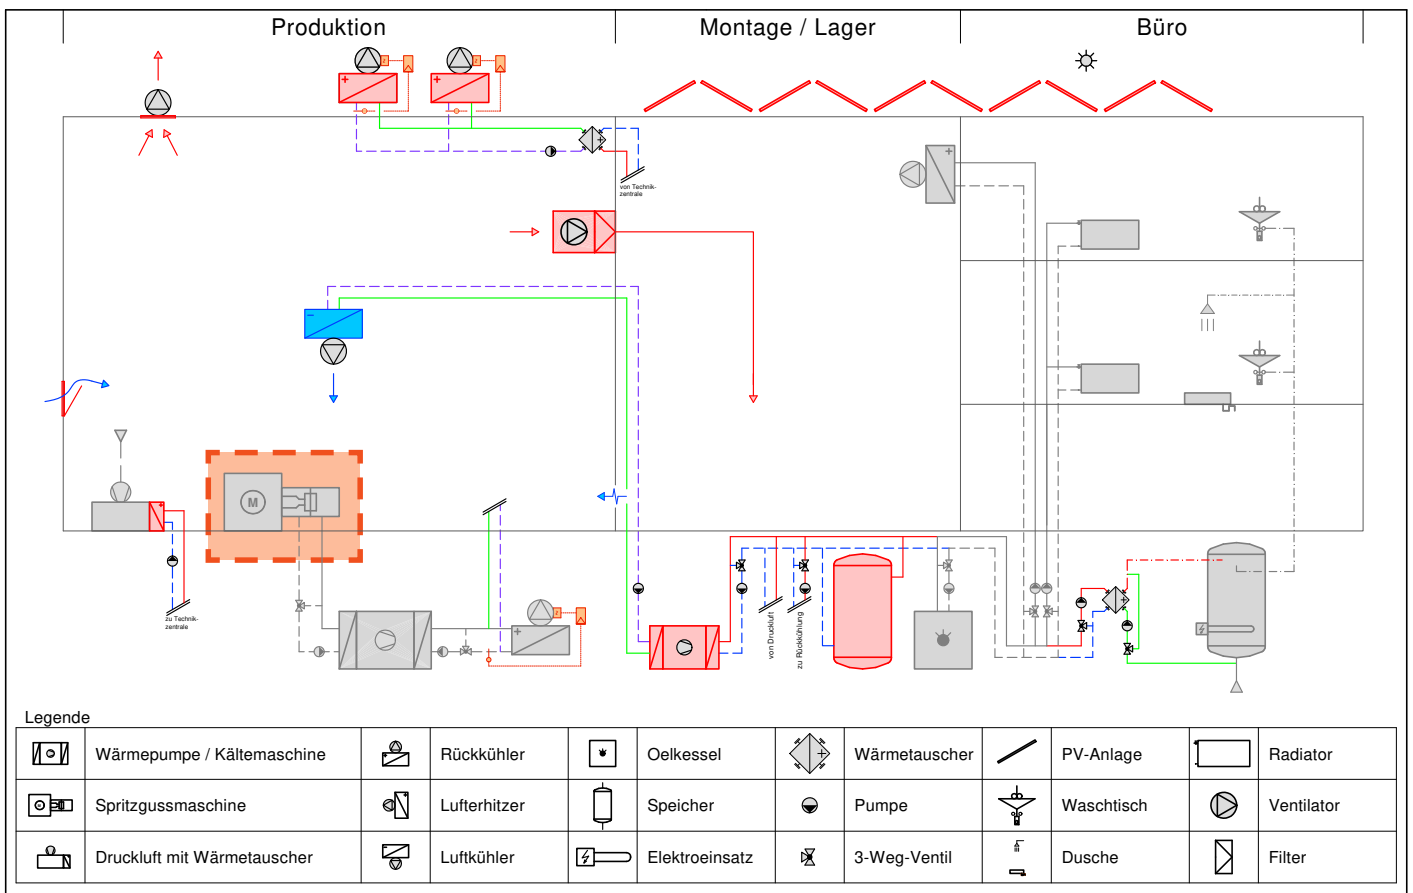 Produktion
Montage / Lager
Büro
von Technik-
zentrale
M
zu Technik-
zentrale
von Druckluft
zu Rückkühlung
Legende
Wärmepumpe / Kältemaschine
Rückkühler
Oelkessel
Wärmetauscher
PV-Anlage
Radiator
Spritzgussmaschine
Lufterhitzer
Speicher
Pumpe
Waschtisch
Ventilator
Druckluft mit Wärmetauscher
Luftkühler
Elektroeinsatz
3-Weg-Ventil
Dusche
Filter